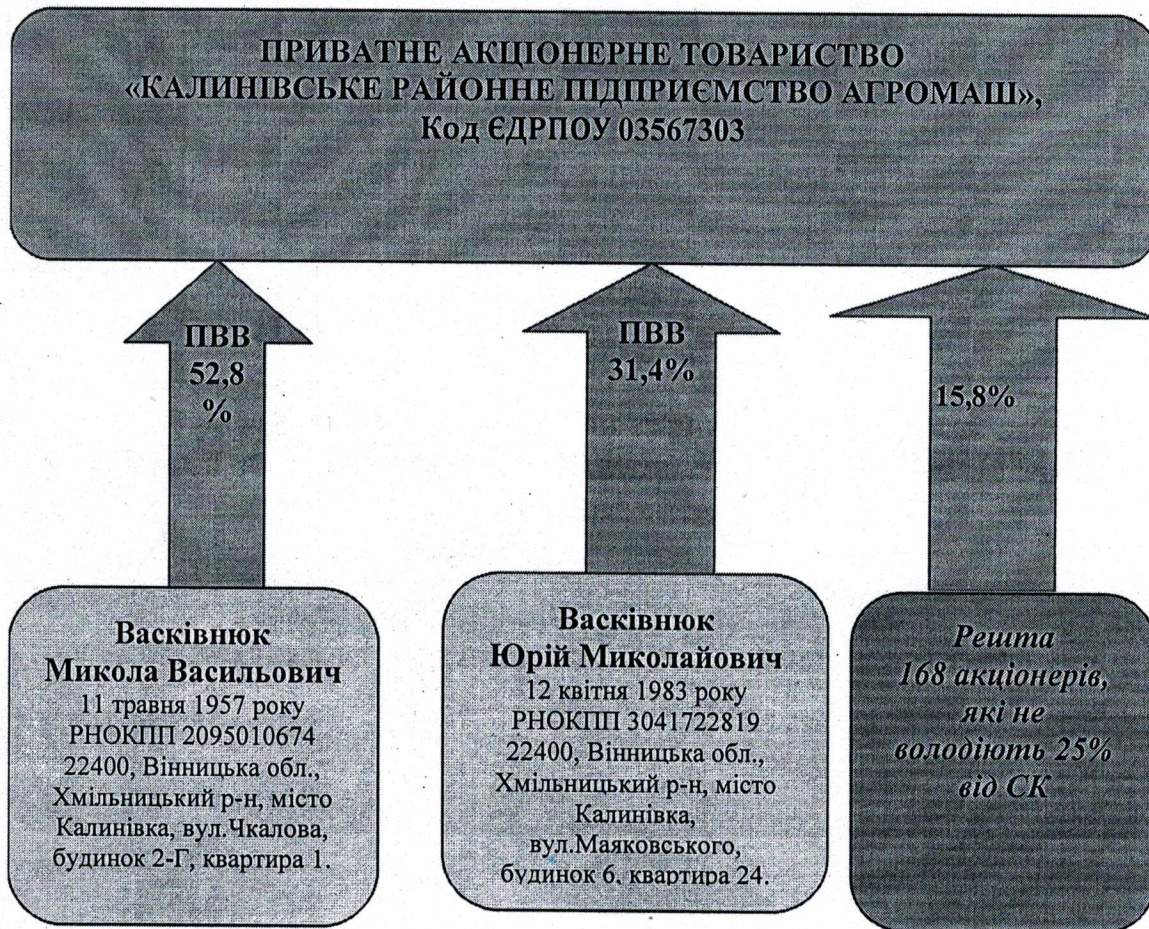 ПРИВАТНЕ АКЦІОНЕРНЕ ТОВАРИСТВО
«КАЛИНІВСЬКЕ РАЙОННЕ ПІДПРИЄМСТВО АГРОМАШ»,
Код ЄДРПОУ 03567303
ПВВ
52,8
%
ПВВ
31,4%
15,8%
Васківнюк
Микола Васильович
11 травня 1957 року
РНОКПП 2095010674
22400, Вінницька обл.,
Хмільницький р-н, місто
Калинівка, вул.Чкалова,
будинок 2-Г, квартира 1.
Васківнюк
Юрій Миколайович
12 квітня 1983 року
РНОКПП 3041722819
22400, Вінницька обл.,
Хмільницький р-н, місто
Калинівка,
вул.Маяковського,
будинок 6, квартира 24.
Решта
168 акціонерів,
які не
володіють 25%
від СК